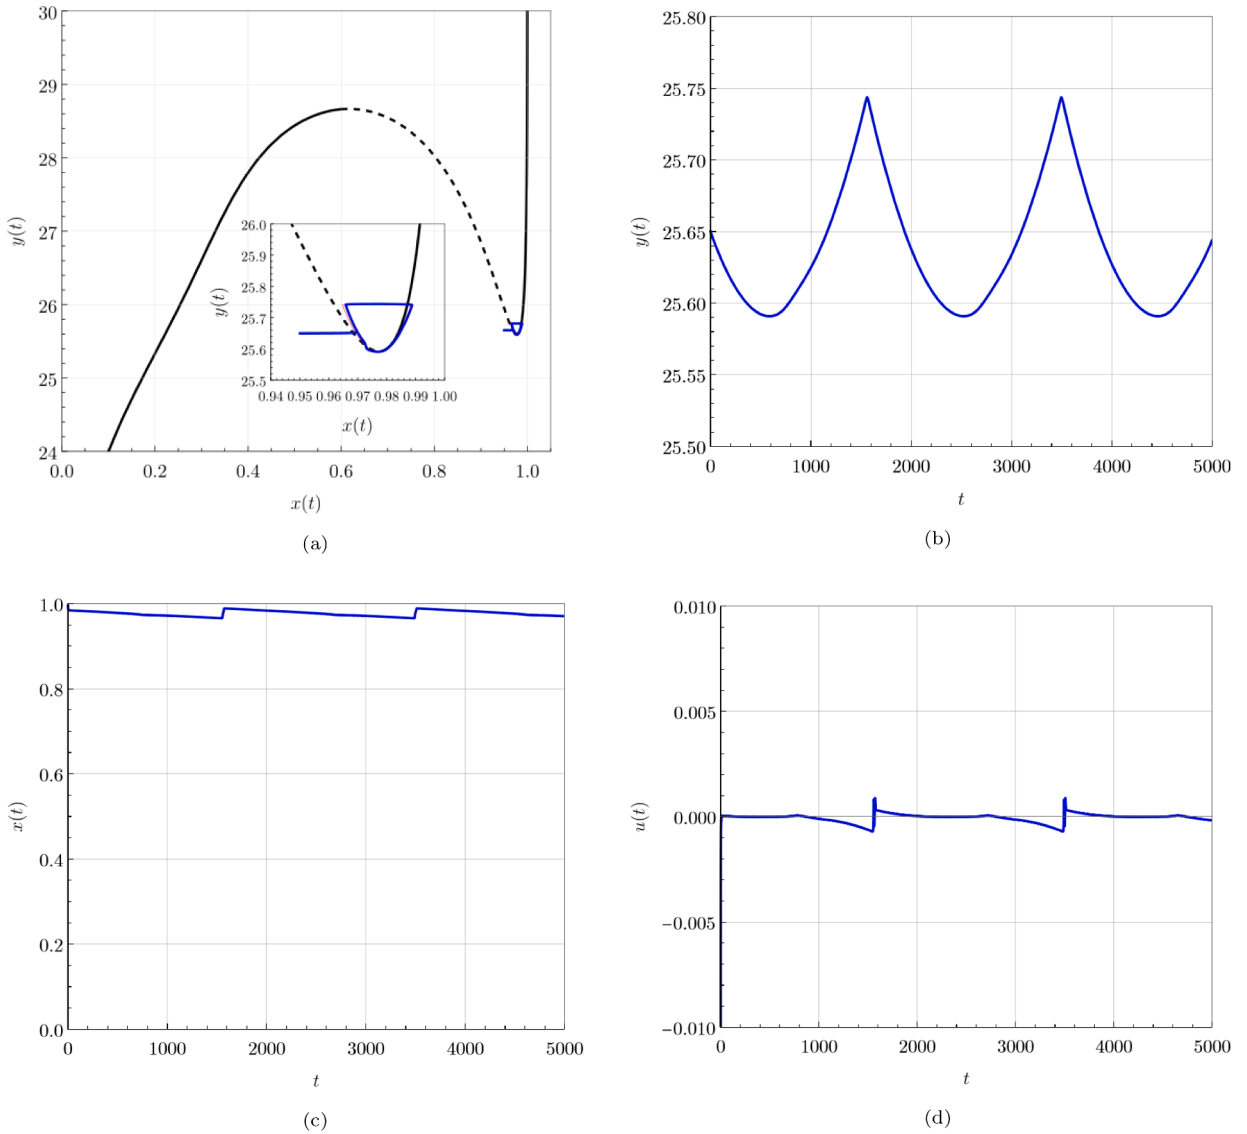 30
29
28
27
26
25
24
y(t)
0.0 0.2 0.4 0.6 0.8 1.0
x(t)
26.0
25.9
25.8
25.7
25.6
25.5
y(t)
0.94 0.95 0.96 0.97 0.98 0.99 1.00
x(t)
(a)
25.80
25.75
25.70
25.65
25.60
25.55
25.50
y(t)
0 1000 2000 3000 4000 5000
t
(b)
1.0
0.8
0.6
0.4
0.2
0.0
x(t)
0 1000 2000 3000 4000 5000
t
(c)
0.010
0.005
0.000
−0.005
−0.010
u(t)
0 1000 2000 3000 4000 5000
t
(d)